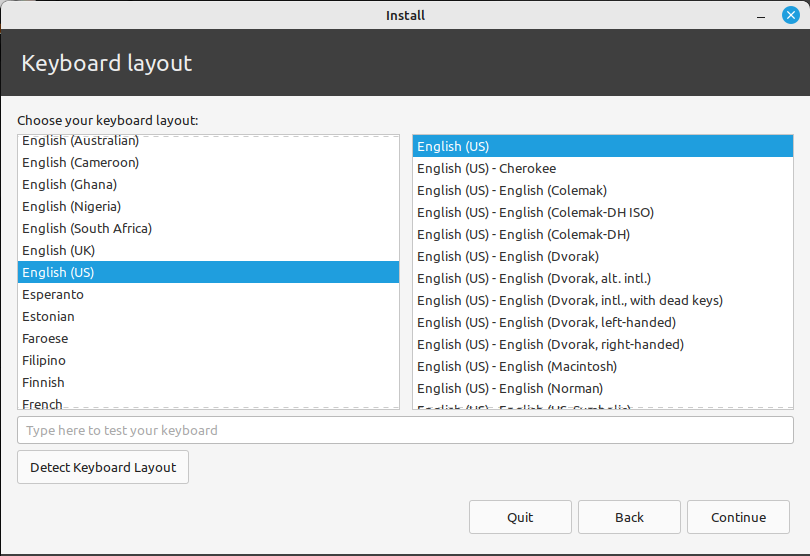 Install
Keyboard layout
Choose your keyboard layout:
English (Australian)
English (Cameroon)
English (Ghana)
English (Nigeria)
English (South Africa)
English (UK)
English (US)
Esperanto
Estonian
Faroese
Filipino
Finnish
French
English (US)
English (US) - Cherokee
English (US) - English (Colemak)
English (US) - English (Colemak-DH ISO)
English (US) - English (Colemak-DH)
English (US) - English (Dvorak)
English (US) - English (Dvorak, alt. intl.)
English (US) - English (Dvorak, intl., with dead keys)
English (US) - English (Dvorak, left-handed)
English (US) - English (Dvorak, right-handed)
English (US) - English (Macintosh)
English (US) - English (Norman)
English (US) - English (US, Symbolic)
Type here to test your keyboard
Detect Keyboard Layout
Quit
Back
Continue